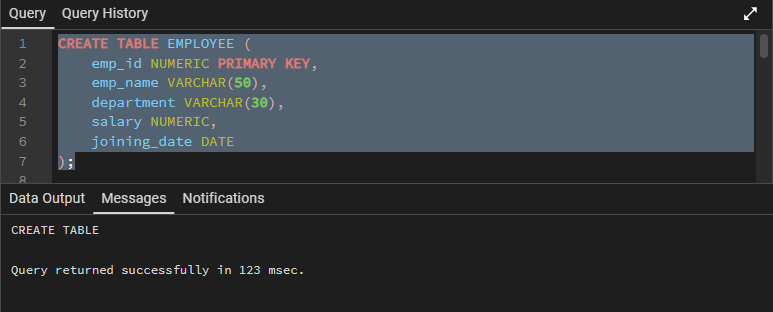 Query Query History
1 CREATE TABLE EMPLOYEE (
2 emp_id NUMERIC PRIMARY KEY,
3 emp_name VARCHAR(50),
4 department VARCHAR(30),
5 salary NUMERIC,
6 joining_date DATE
7 );
8
Data Output Messages Notifications
CREATE TABLE
Query returned successfully in 123 msec.